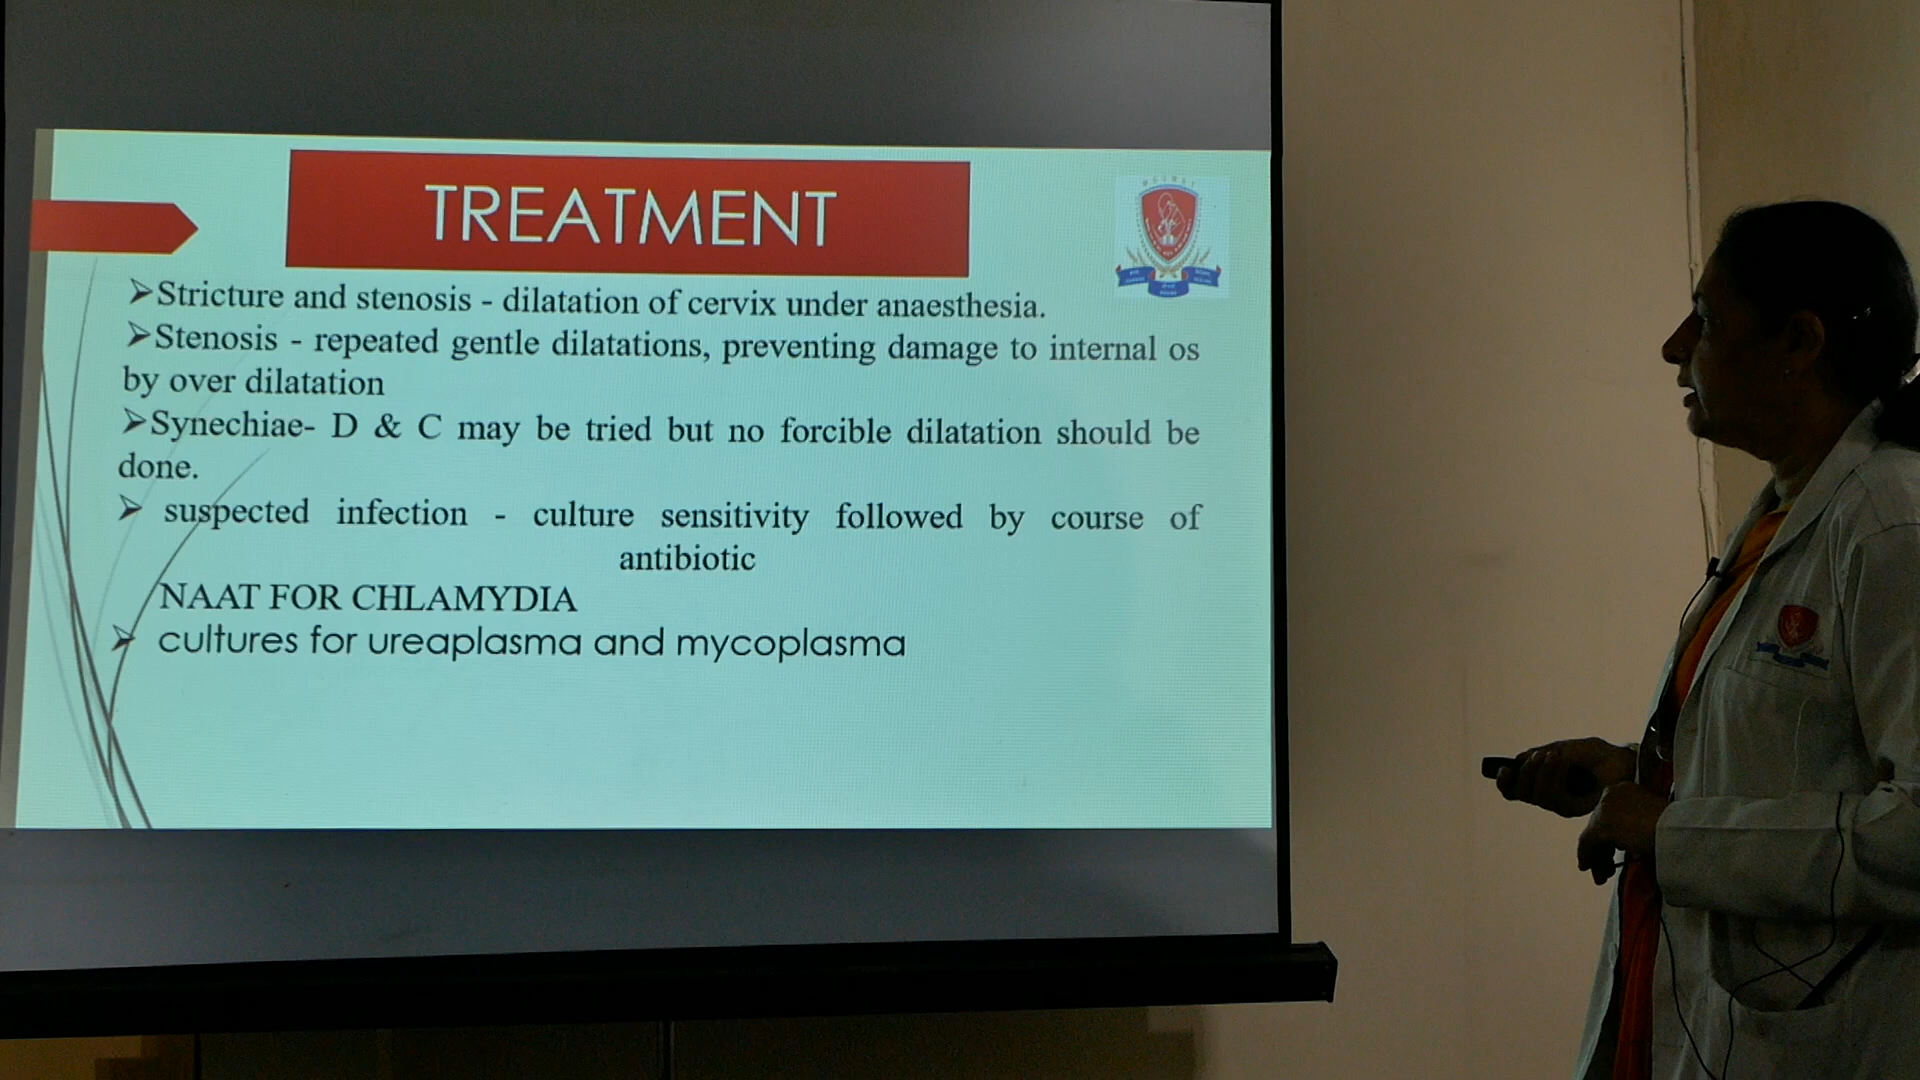 TREATMENT
➢Stricture and stenosis - dilatation of cervix under anaesthesia.
➢Stenosis - repeated gentle dilatations, preventing damage to internal os
by over dilatation
➢Synechiae- D & C may be tried but no forcible dilatation should be
done.
➢ suspected infection - culture sensitivity followed by course of
antibiotic
NAAT FOR CHLAMYDIA
➢ cultures for ureaplasma and mycoplasma